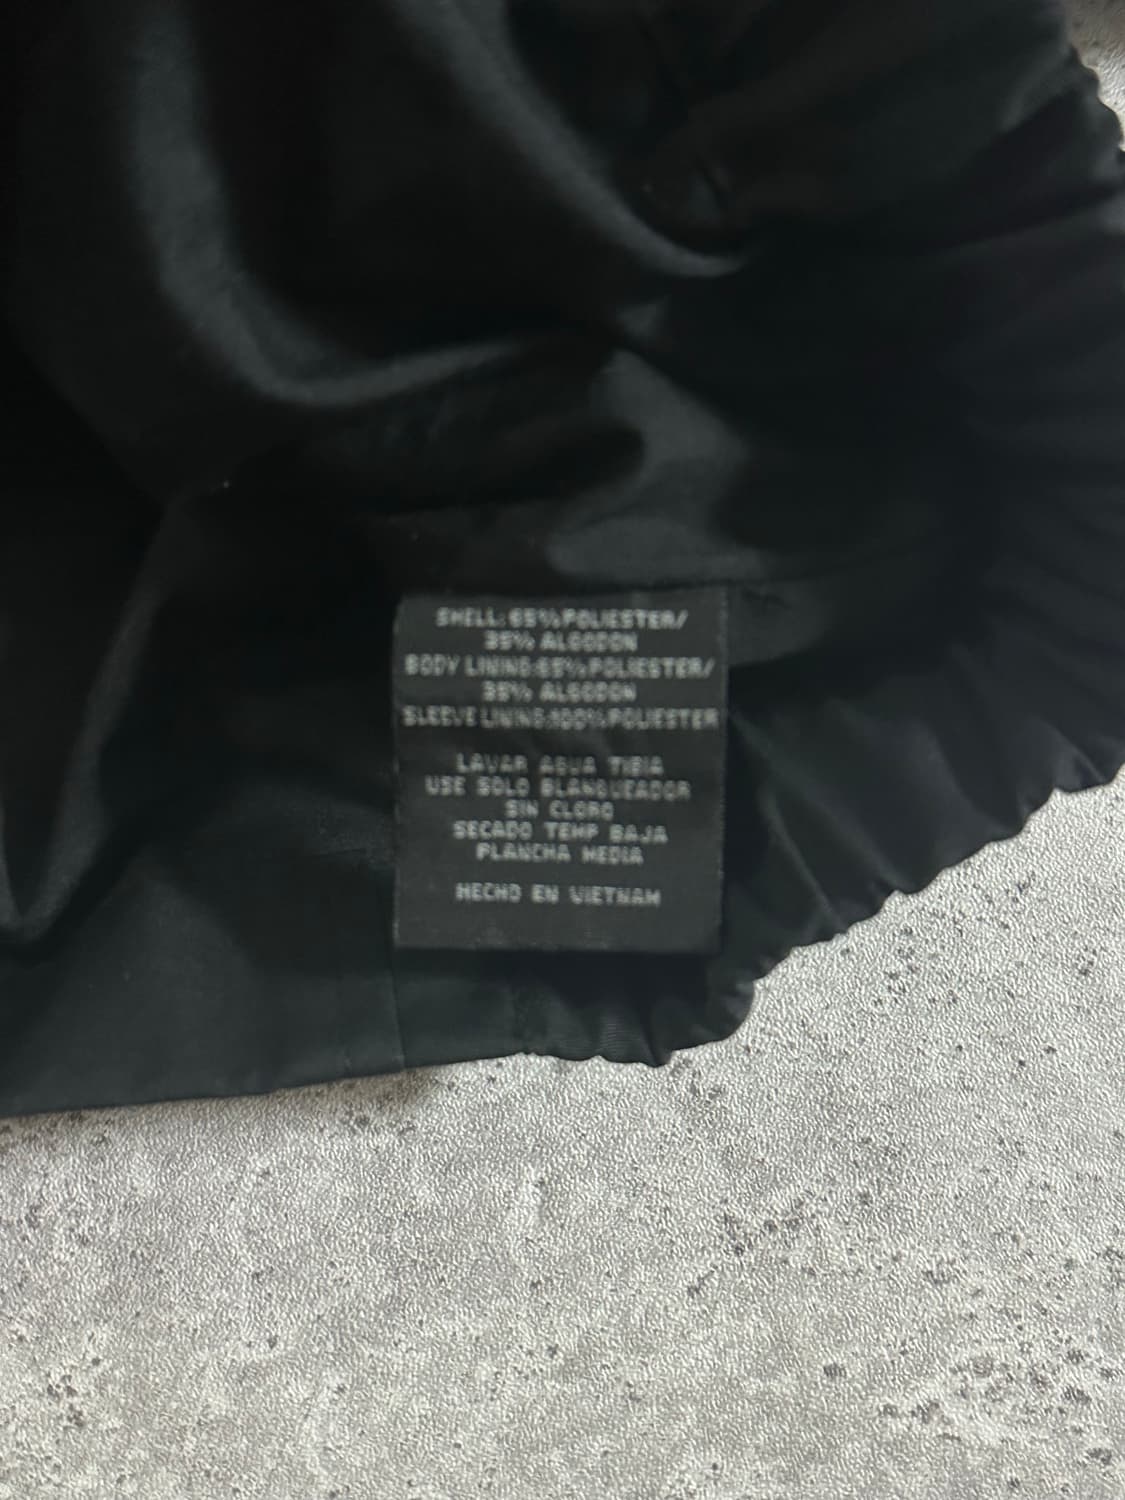 SHELL: 65% POLIESTER/
35% ALGODON
BODY LINING:65% POLIESTER/
35% ALGODON
SLEEVE LINING:100% POLIESTER
LAVAR AGUA TIBIA
USE SOLO BLANQUEADOR
SIN CLORO
SECADO TEMP BAJA
PLANCHA MEDIA
HECHO EN VIETNAM